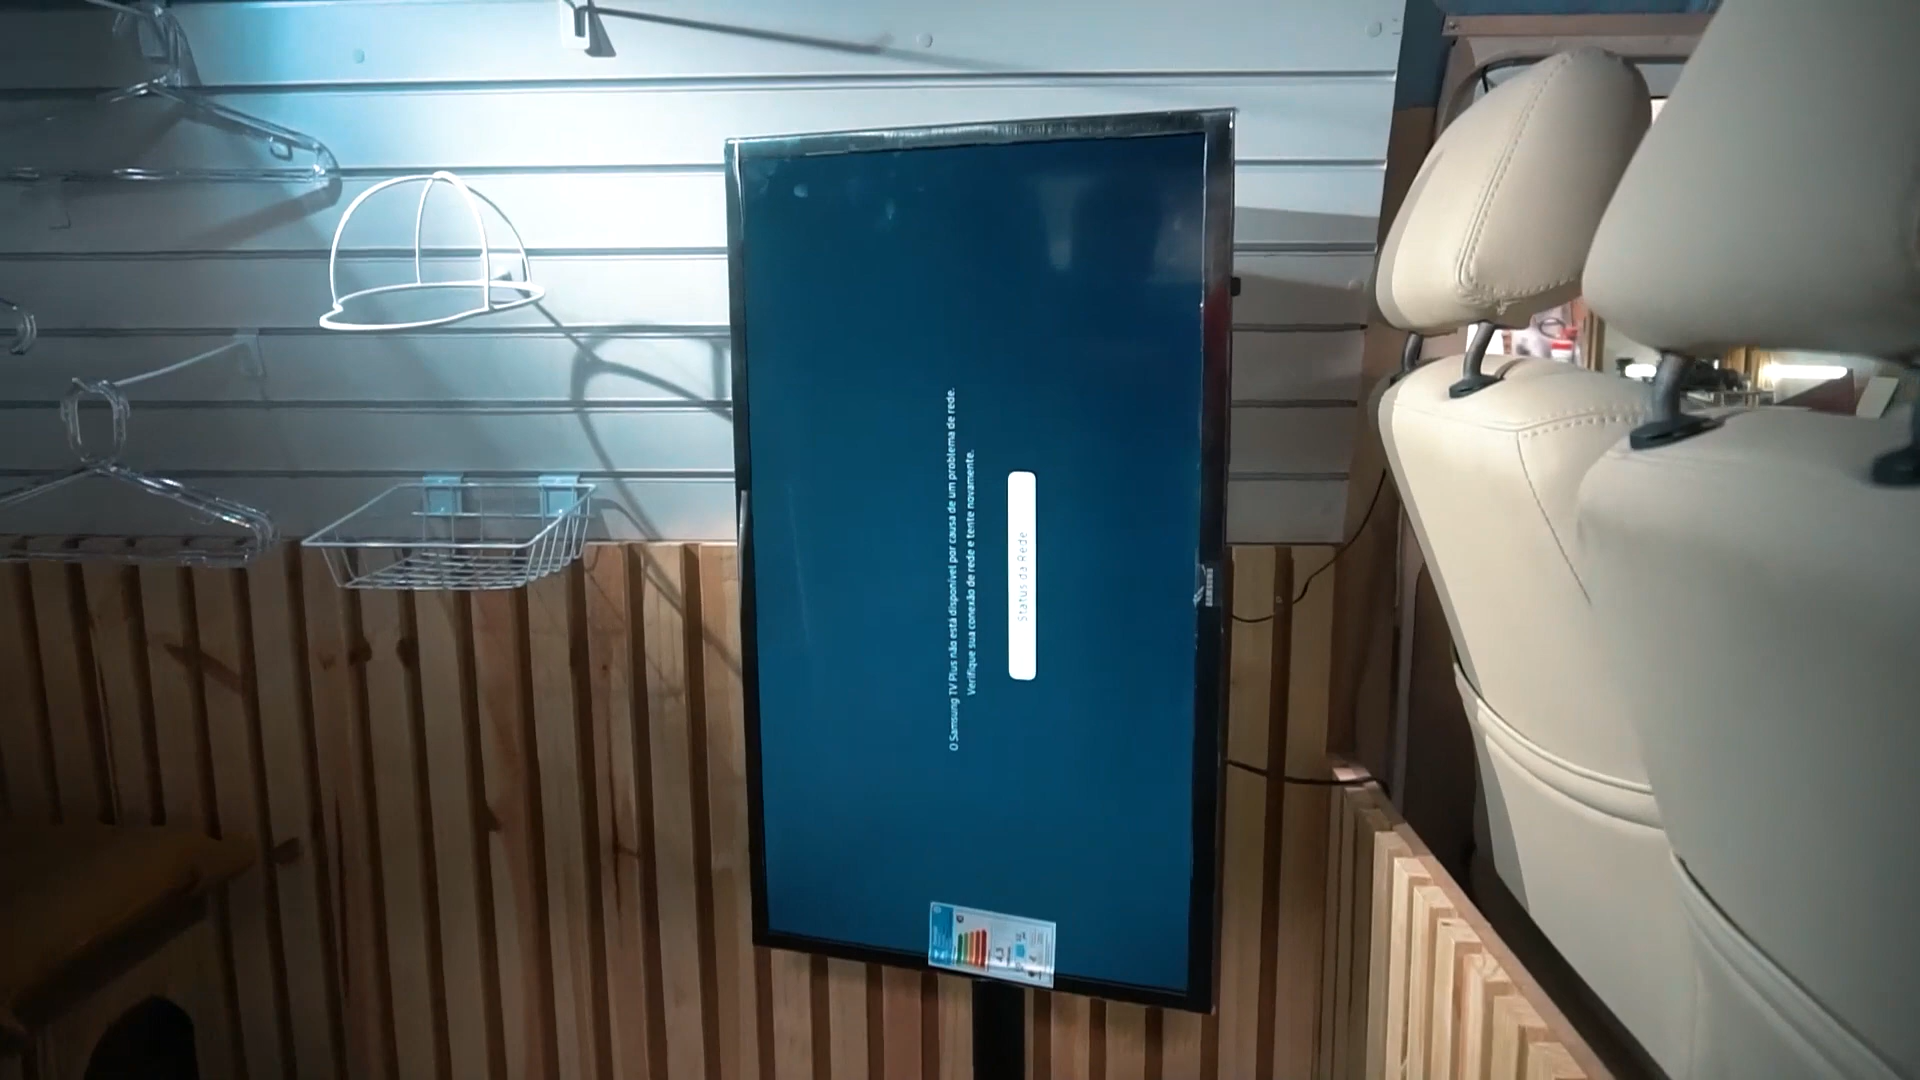 O Samsung TV Plus não está disponível por causa de um problema de rede.
Verifique sua conexão de rede e tente novamente.
Status da Rede
SAMSUNG